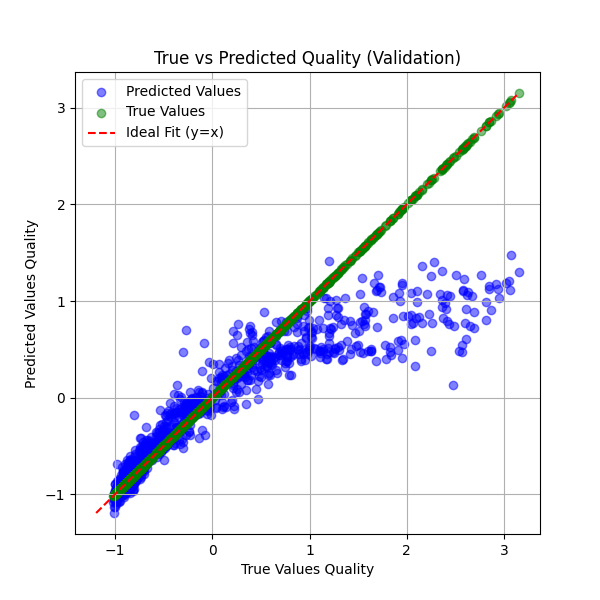 True vs Predicted Quality (Validation)
Predicted Values
True Values
Ideal Fit (y=x)
Predicted Values Quality
3
2
1
0
−1
−1
0
1
2
3
True Values Quality